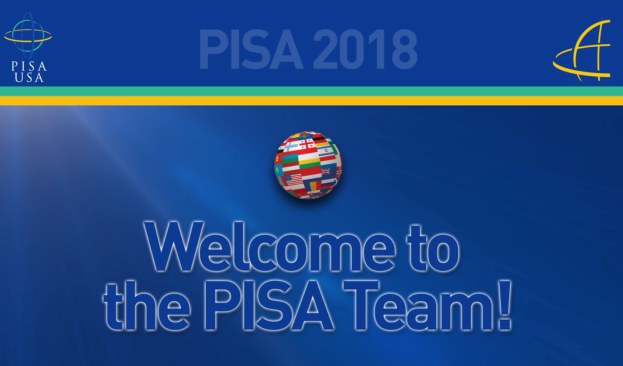 PISA 2018
PISA
USA
Welcome to
the PISA Team!